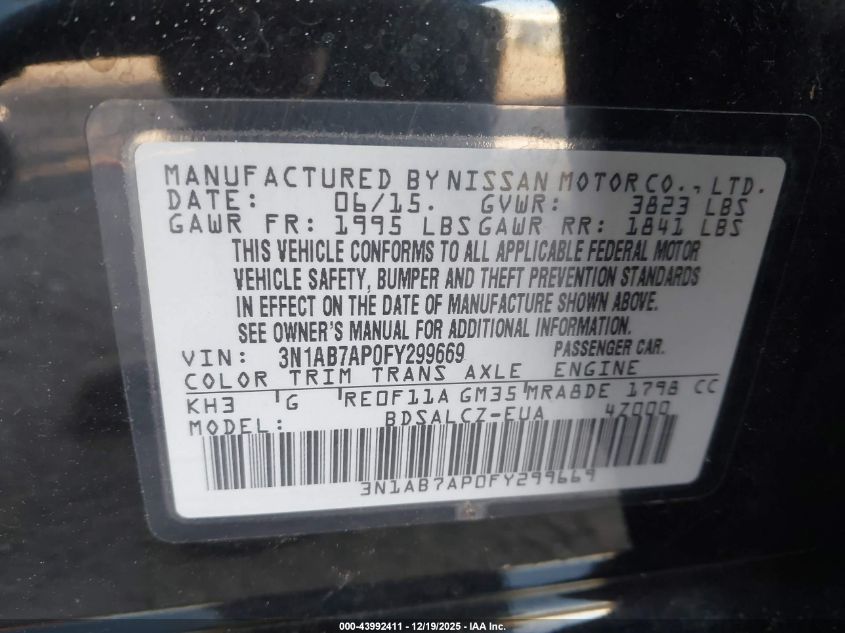 MANUFACTURED BY NISSAN MOTOR CO., LTD.
DATE: 06/15. GVWR: 3823 LBS
GAWR FR: 1995 LBS GAWR RR: 1841 LBS
THIS VEHICLE CONFORMS TO ALL APPLICABLE FEDERAL MOTOR
VEHICLE SAFETY, BUMPER AND THEFT PREVENTION STANDARDS
IN EFFECT ON THE DATE OF MANUFACTURE SHOWN ABOVE.
SEE OWNER'S MANUAL FOR ADDITIONAL INFORMATION.
VIN: 3N1AB7AP0FY299669 PASSENGER CAR.
COLOR TRIM TRANS AXLE ENGINE
KH3 G RE0F11A GM35 MRA8DE 1798 CC
MODEL: BDSALCZ-EUA 4Z000
3N1AB7AP0FY299669
000-43992411 - 12/19/2025 - IAA Inc.